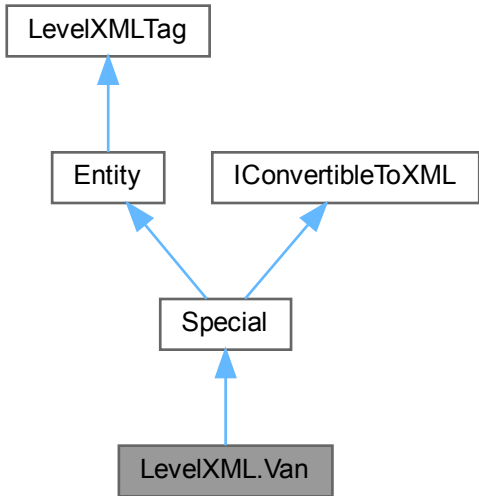 LevelXMLTag
Entity
IConvertibleToXML
Special
LevelXML.Van